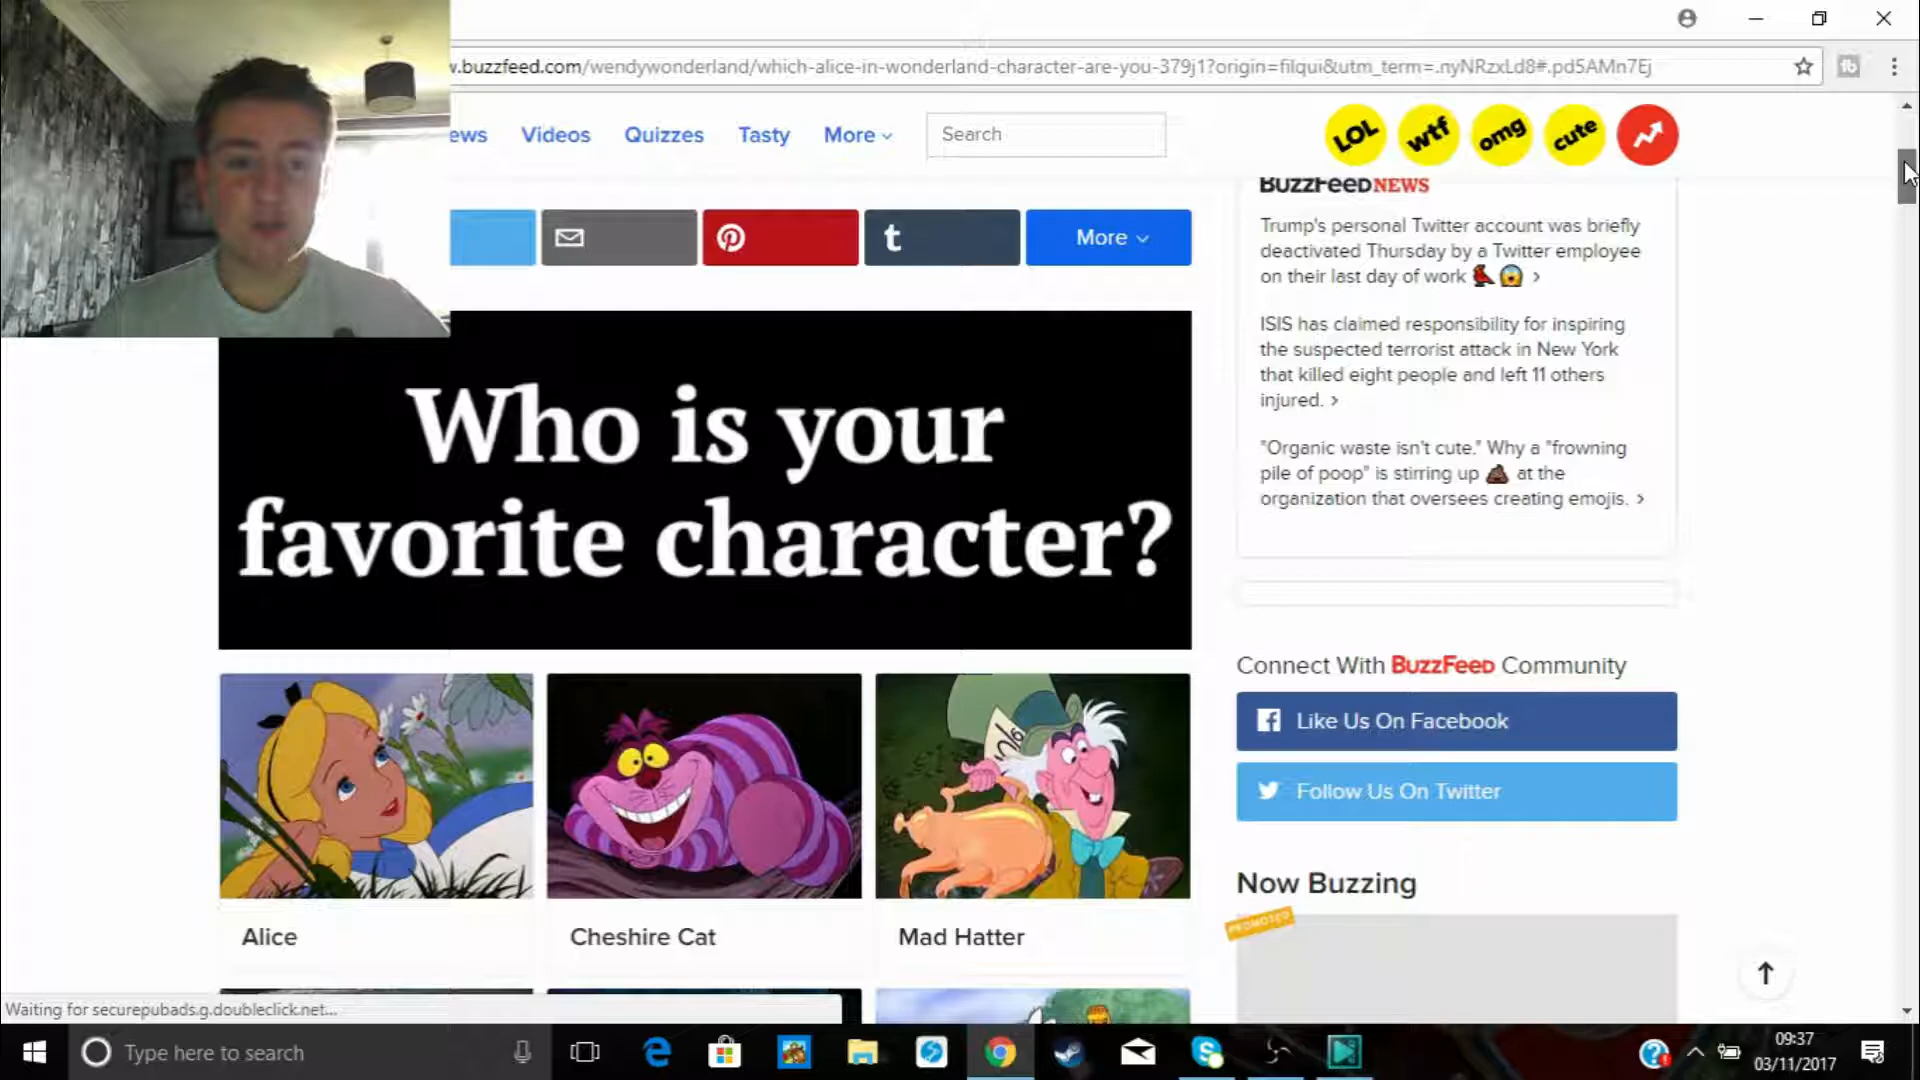 w.buzzfeed.com/wendywonderland/which-alice-in-wonderland-character-are-you-379j1?origin=filqui&utm_term=.nyNRzxLd8#.pd5AMn7Ej
ews Videos Quizzes Tasty More
Search
LOL wtf omg cute
More
BuzzFeed NEWS
Trump's personal Twitter account was briefly
deactivated Thursday by a Twitter employee
on their last day of work
ISIS has claimed responsibility for inspiring
the suspected terrorist attack in New York
that killed eight people and left 11 others
injured.
"Organic waste isn't cute." Why a "frowning
pile of poop" is stirring up 💩 at the
organization that oversees creating emojis.
Who is your
favorite character?
Alice
Cheshire Cat
Mad Hatter
Connect With BuzzFeed Community
Like Us On Facebook
Follow Us On Twitter
Now Buzzing
PROMOTED
Waiting for securepubads.g.doubleclick.net...
Type here to search
09:37
03/11/2017